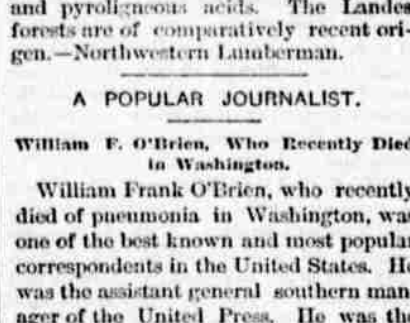 and pyroligneous acids. The Landes
forests are of comparatively recent ori-
gen.—Northwestern Lumberman.
A POPULAR JOURNALIST.
William F. O'Brien, Who Recently Died
in Washington.
William Frank O'Brien, who recently
died of pneumonia in Washington, was
one of the best known and most popular
correspondents in the United States. He
was the assistant general southern man-
ager of the United Press. He was the